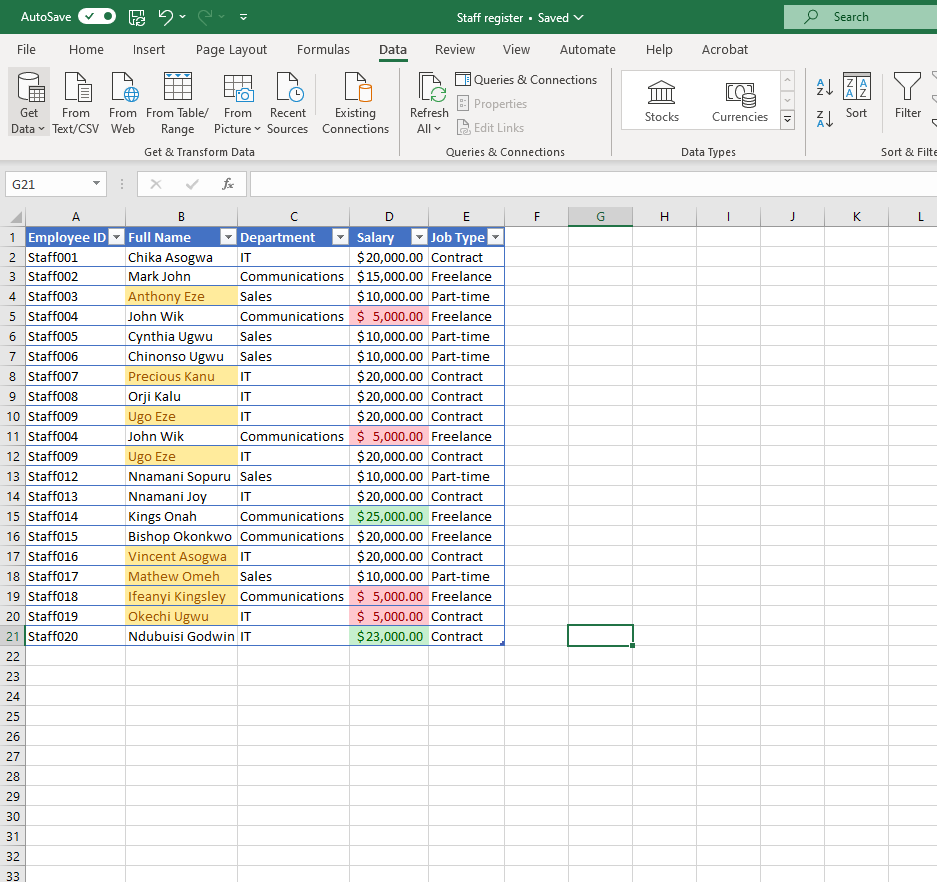 AutoSave Staff register • Saved Search
File Home Insert Page Layout Formulas Data Review View Automate Help Acrobat
Get Data From Text/CSV From Web From Table/ Range From Picture Recent Sources Existing Connections Refresh All Queries & Connections Properties Edit Links Stocks Currencies Sort Filter
Get & Transform Data Queries & Connections Data Types Sort & Filte
G21 fx
A B C D E F G H I J K L
1 Employee ID Full Name Department Salary Job Type
2 Staff001 Chika Asogwa IT $20,000.00 Contract
3 Staff002 Mark John Communications $15,000.00 Freelance
4 Staff003 Anthony Eze Sales $10,000.00 Part-time
5 Staff004 John Wik Communications $ 5,000.00 Freelance
6 Staff005 Cynthia Ugwu Sales $10,000.00 Part-time
7 Staff006 Chinonso Ugwu Sales $10,000.00 Part-time
8 Staff007 Precious Kanu IT $20,000.00 Contract
9 Staff008 Orji Kalu IT $20,000.00 Contract
10 Staff009 Ugo Eze IT $20,000.00 Contract
11 Staff004 John Wik Communications $ 5,000.00 Freelance
12 Staff009 Ugo Eze IT $20,000.00 Contract
13 Staff012 Nnamani Sopuru Sales $10,000.00 Part-time
14 Staff013 Nnamani Joy IT $20,000.00 Contract
15 Staff014 Kings Onah Communications $25,000.00 Freelance
16 Staff015 Bishop Okonkwo Communications $20,000.00 Freelance
17 Staff016 Vincent Asogwa IT $20,000.00 Contract
18 Staff017 Mathew Omeh Sales $10,000.00 Part-time
19 Staff018 Ifeanyi Kingsley Communications $ 5,000.00 Freelance
20 Staff019 Okechi Ugwu IT $ 5,000.00 Contract
21 Staff020 Ndubuisi Godwin IT $23,000.00 Contract
22
23
24
25
26
27
28
29
30
31
32
33